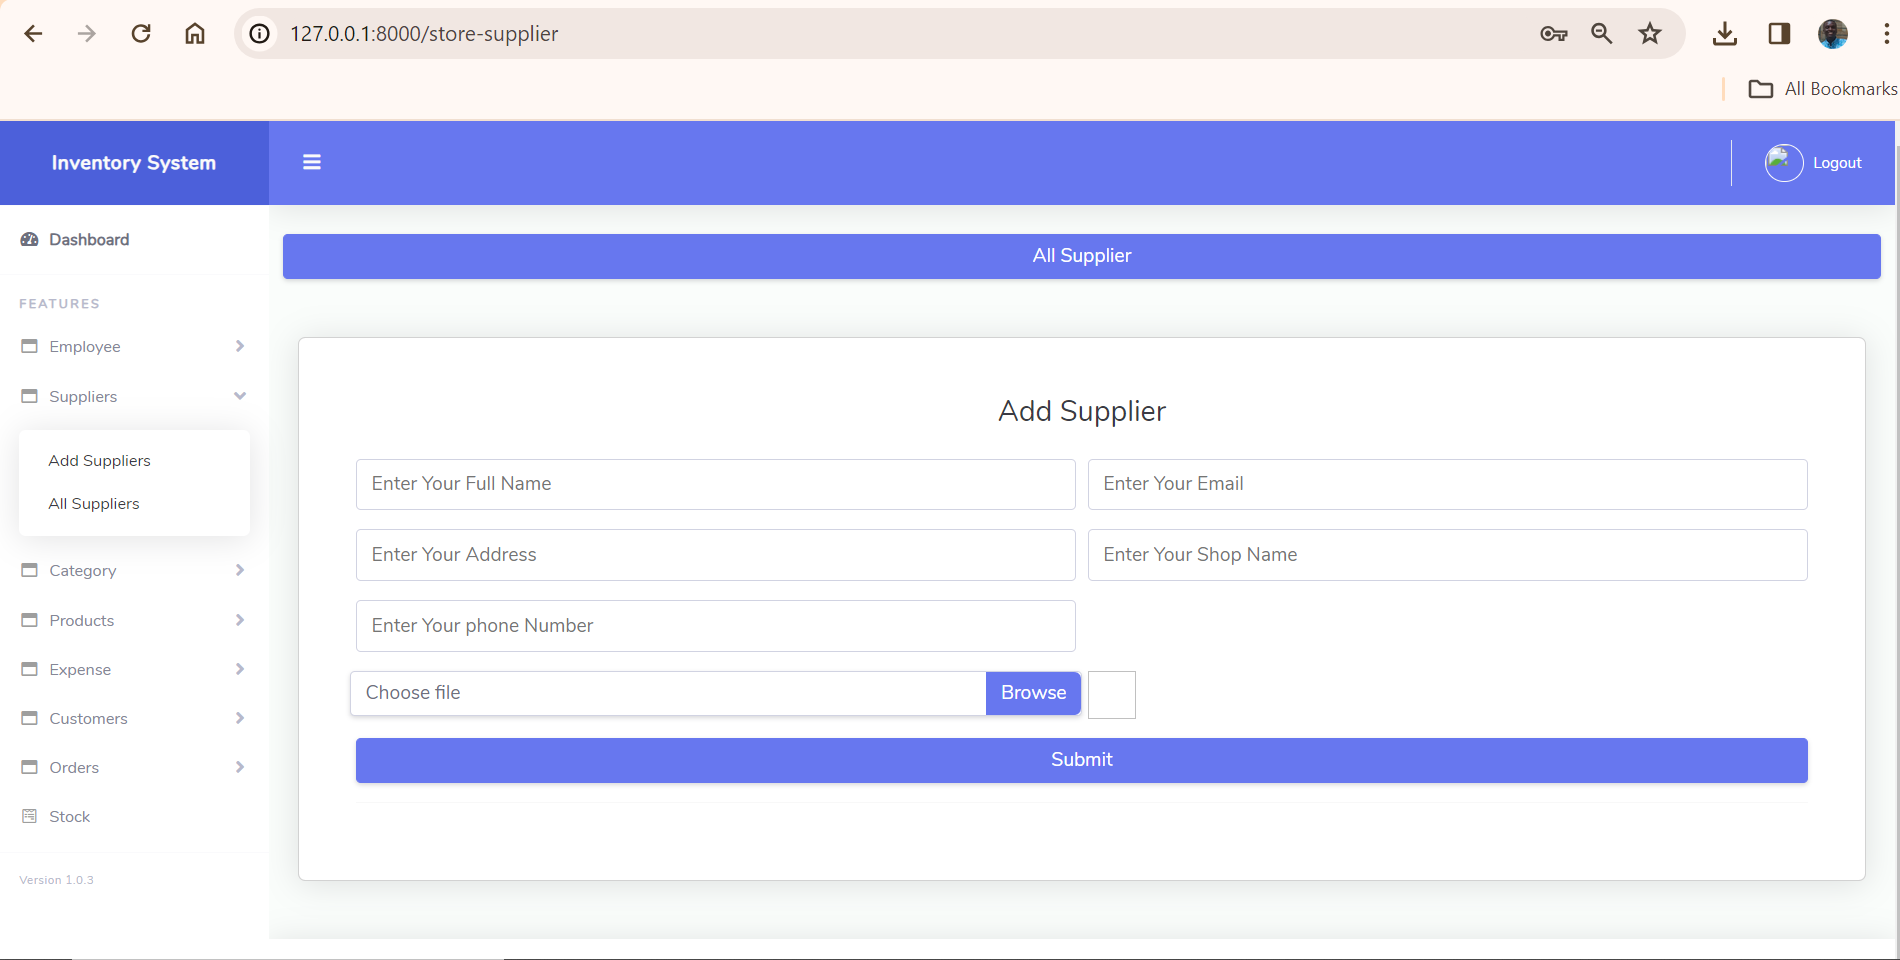 127.0.0.1:8000/store-supplier
All Bookmarks
Inventory System
Logout
Dashboard
All Supplier
FEATURES
Employee
Suppliers
Add Suppliers
All Suppliers
Category
Products
Expense
Customers
Orders
Stock
Version 1.0.3
Add Supplier
Enter Your Full Name
Enter Your Email
Enter Your Address
Enter Your Shop Name
Enter Your phone Number
Choose file
Browse
Submit